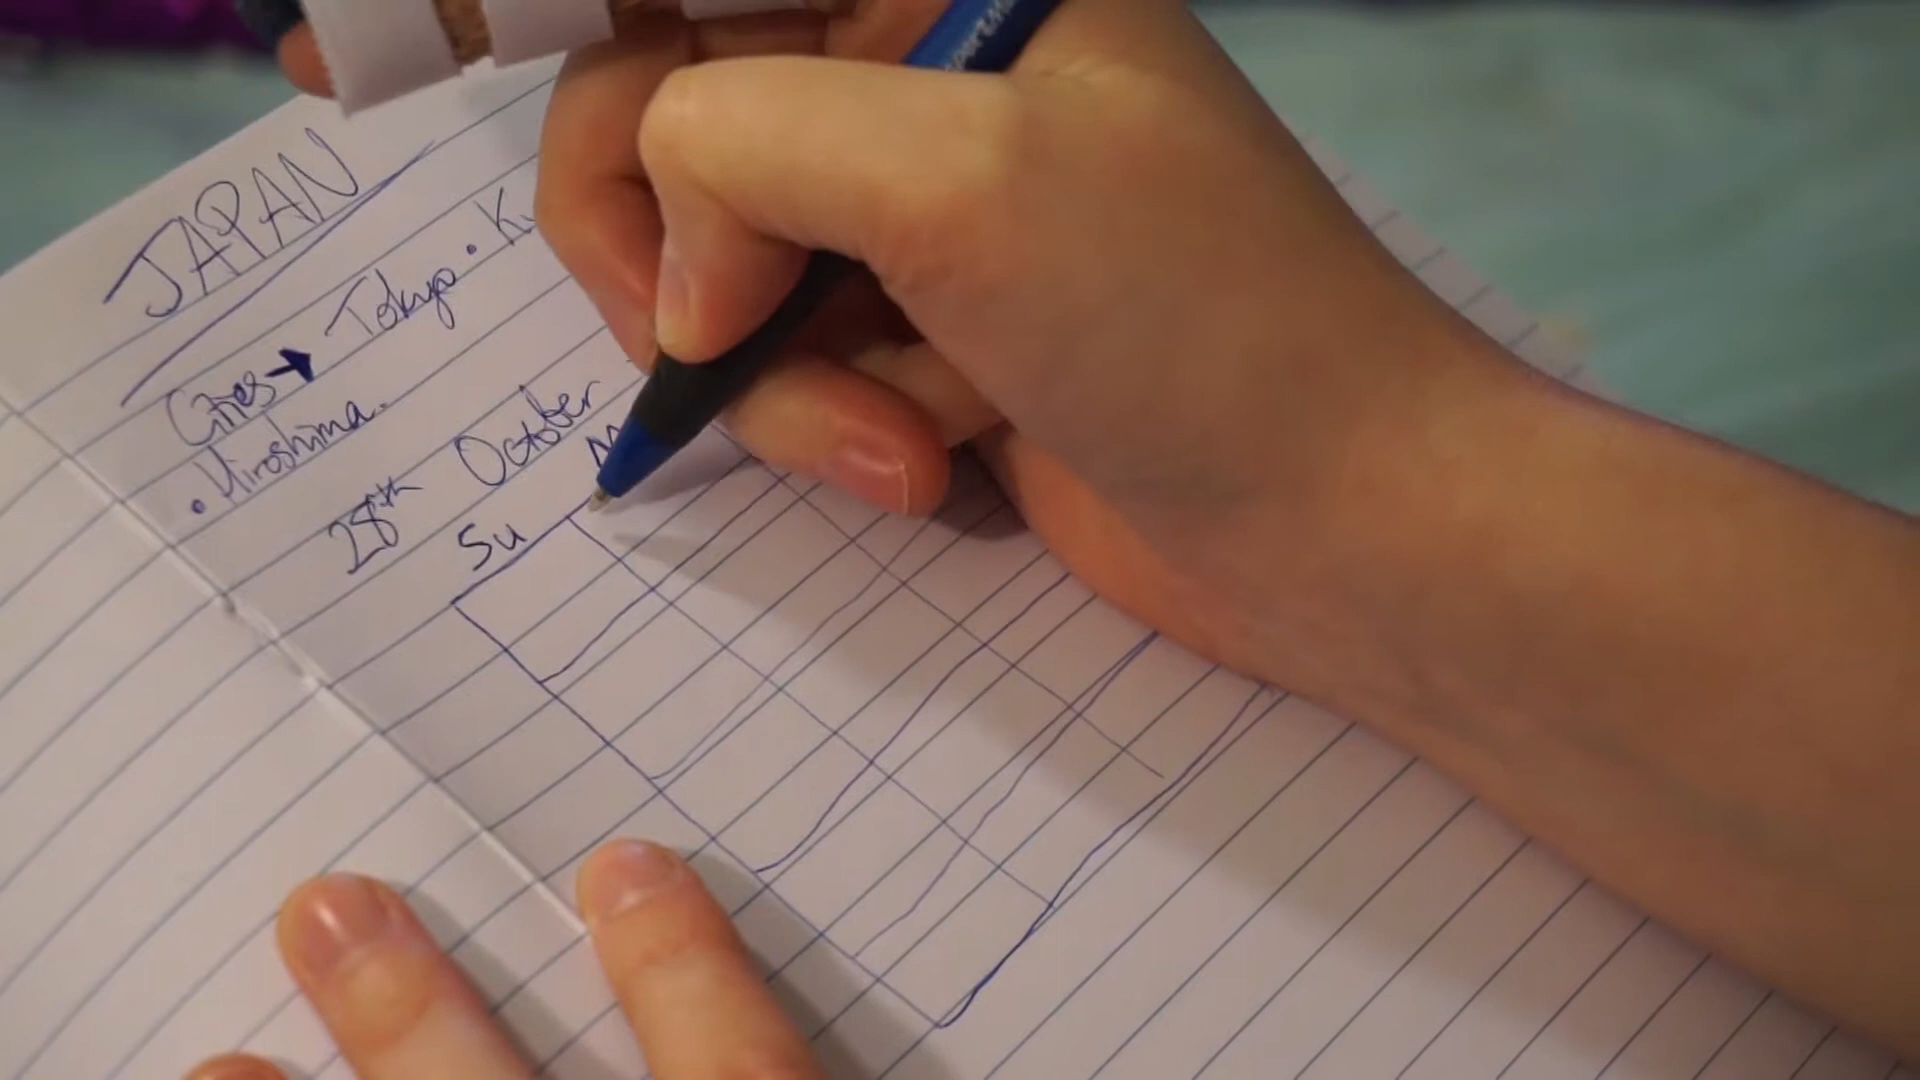 JAPAN
Cities → Tokyo • K
• Hiroshima.
28th October
Su M